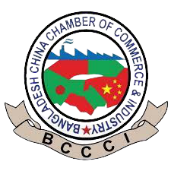 BANGLADESH CHINA CHAMBER OF COMMERCE & INDUSTRY
BCCCI